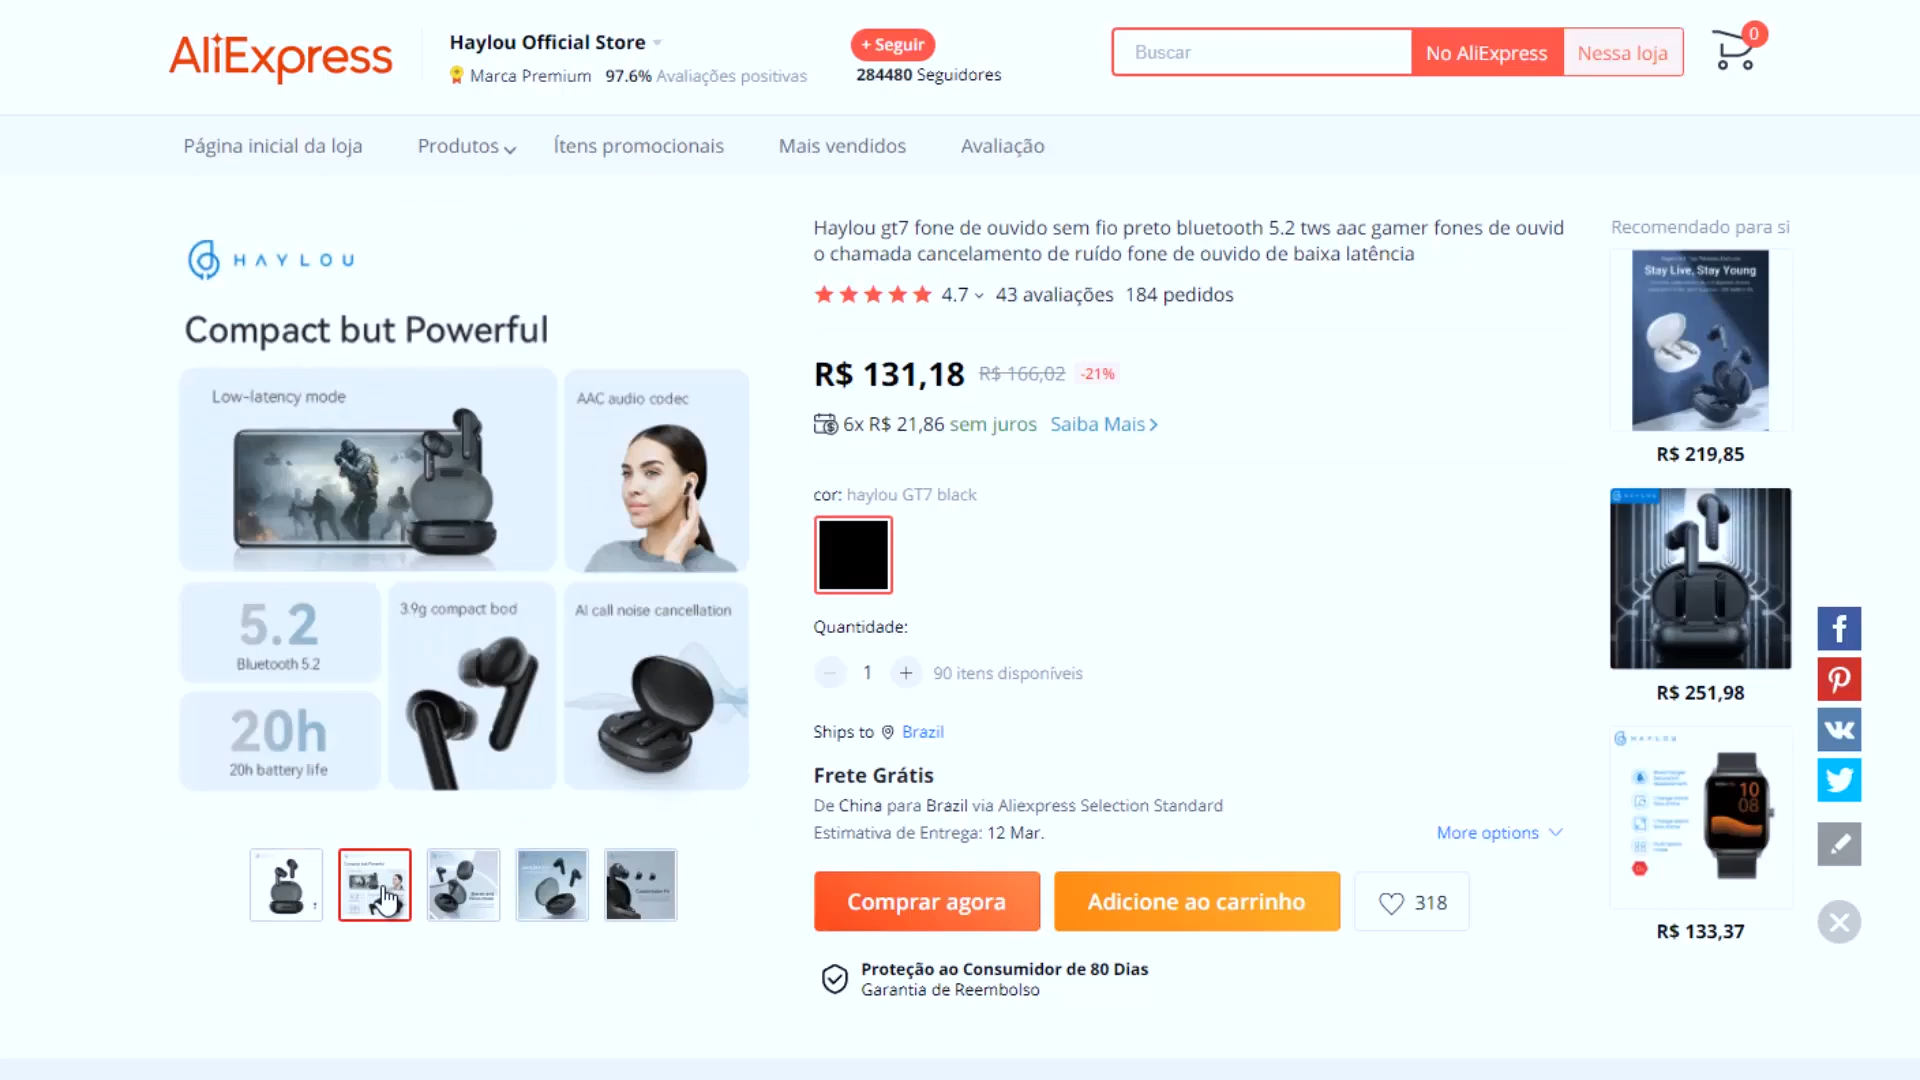 AliExpress
Haylou Official Store
Marca Premium 97.6% Avaliações positivas
+ Seguir
284480 Seguidores
Buscar
No AliExpress
Nessa loja
0
Página inicial da loja
Produtos
Ítens promocionais
Mais vendidos
Avaliação
HAYLOU
Compact but Powerful
Low-latency mode
AAC audio codec
5.2
Bluetooth 5.2
3.9g compact bod
AI call noise cancellation
20h
20h battery life
Haylou gt7 fone de ouvido sem fio preto bluetooth 5.2 tws aac gamer fones de ouvid
o chamada cancelamento de ruído fone de ouvido de baixa latência
4.7 43 avaliações 184 pedidos
R$ 131,18 R$ 166,02 -21%
6x R$ 21,86 sem juros Saiba Mais
cor: haylou GT7 black
Quantidade:
1 + 90 itens disponíveis
Ships to Brazil
Frete Grátis
De China para Brazil via Aliexpress Selection Standard
Estimativa de Entrega: 12 Mar.
More options
Comprar agora
Adicione ao carrinho
318
Proteção ao Consumidor de 80 Dias
Garantia de Reembolso
Recomendado para si
Stay Live, Stay Young
R$ 219,85
HAYLOU
R$ 251,98
HAYLOU
10
08
R$ 133,37